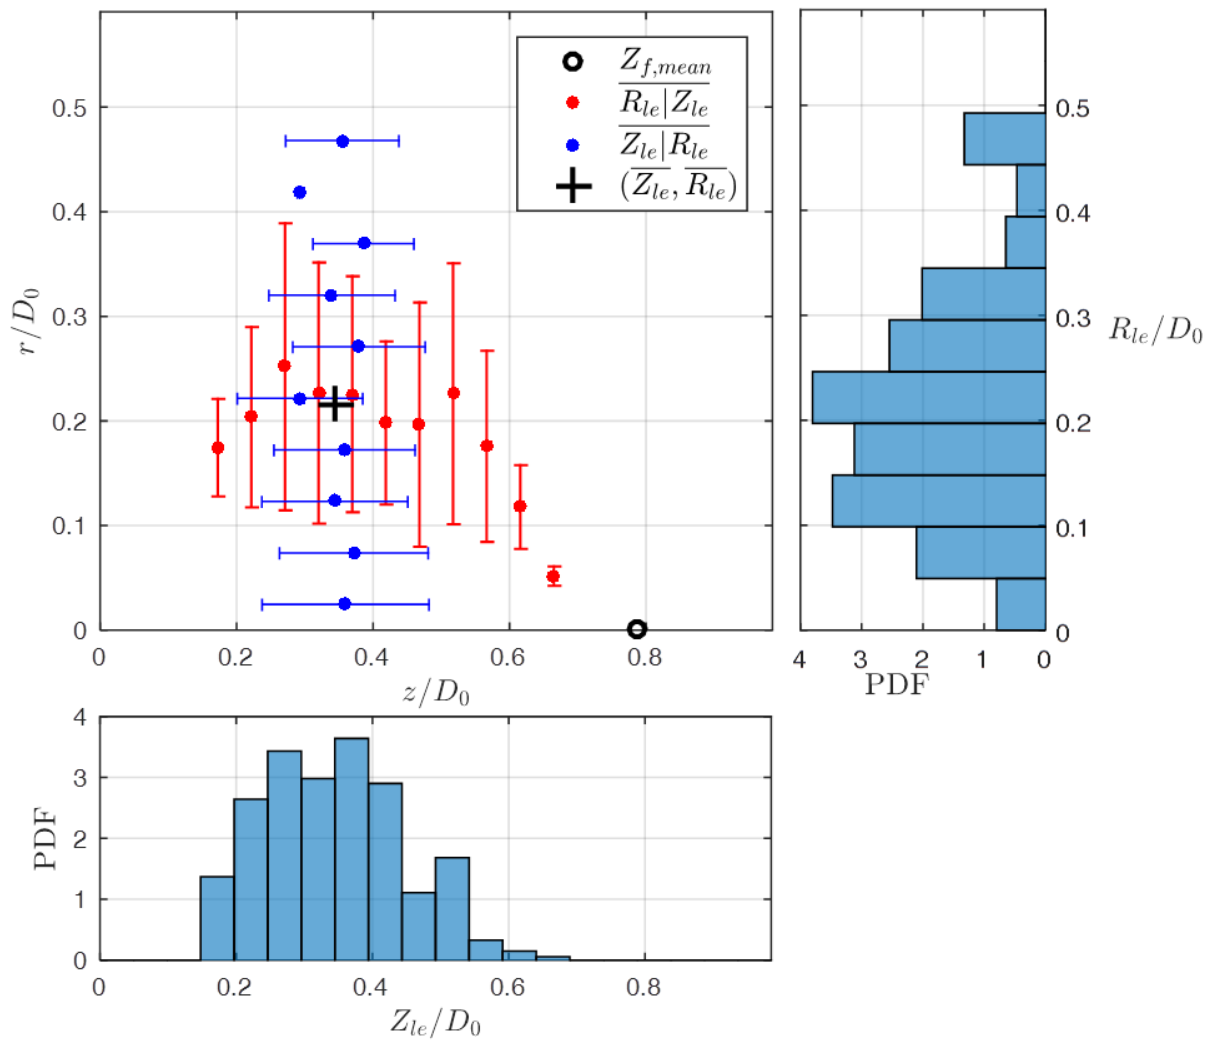 Z_{f,mean}
\overline{R_{le}|Z_{le}}
\overline{Z_{le}|R_{le}}
(\overline{Z_{le}}, \overline{R_{le}})
0.5
0.4
0.3
0.2
0.1
0
r/D_0
0 0.2 0.4 0.6 0.8
z/D_0
0.5
0.4
0.3
0.2
0.1
0
R_{le}/D_0
4 3 2 1 0
PDF
4
3
2
1
0
PDF
0 0.2 0.4 0.6 0.8
Z_{le}/D_0